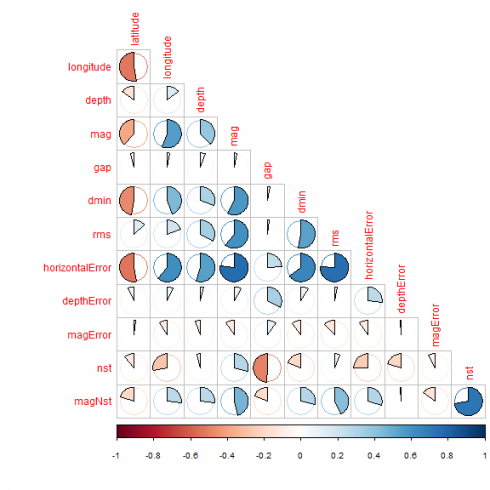 latitude
longitude
longitude
depth
depth
mag
mag
gap
gap
dmin
dmin
rms
rms
horizontalError
horizontalError
depthError
depthError
magError
magError
nst
nst
magNst
-1 -0.8 -0.6 -0.4 -0.2 0 0.2 0.4 0.6 0.8 1